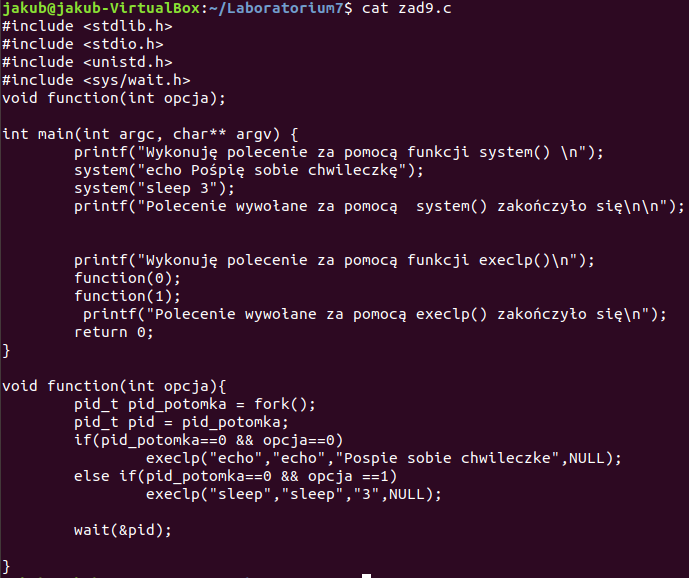 jakub@jakub-VirtualBox:~/Laboratorium7$ cat zad9.c
#include <stdlib.h>
#include <stdio.h>
#include <unistd.h>
#include <sys/wait.h>
void function(int opcja);

int main(int argc, char** argv) {
        printf("Wykonuję polecenie za pomocą funkcji system() \n");
        system("echo Pośpię sobie chwileczkę");
        system("sleep 3");
        printf("Polecenie wywołane za pomocą  system() zakończyło się\n\n");


        printf("Wykonuję polecenie za pomocą funkcji execlp()\n");
        function(0);
        function(1);
         printf("Polecenie wywołane za pomocą execlp() zakończyło się\n");
        return 0;
}

void function(int opcja){
        pid_t pid_potomka = fork();
        pid_t pid = pid_potomka;
        if(pid_potomka==0 && opcja==0)
                execlp("echo","echo","Pospie sobie chwileczke",NULL);
        else if(pid_potomka==0 && opcja ==1)
                execlp("sleep","sleep","3",NULL);

        wait(&pid);

}